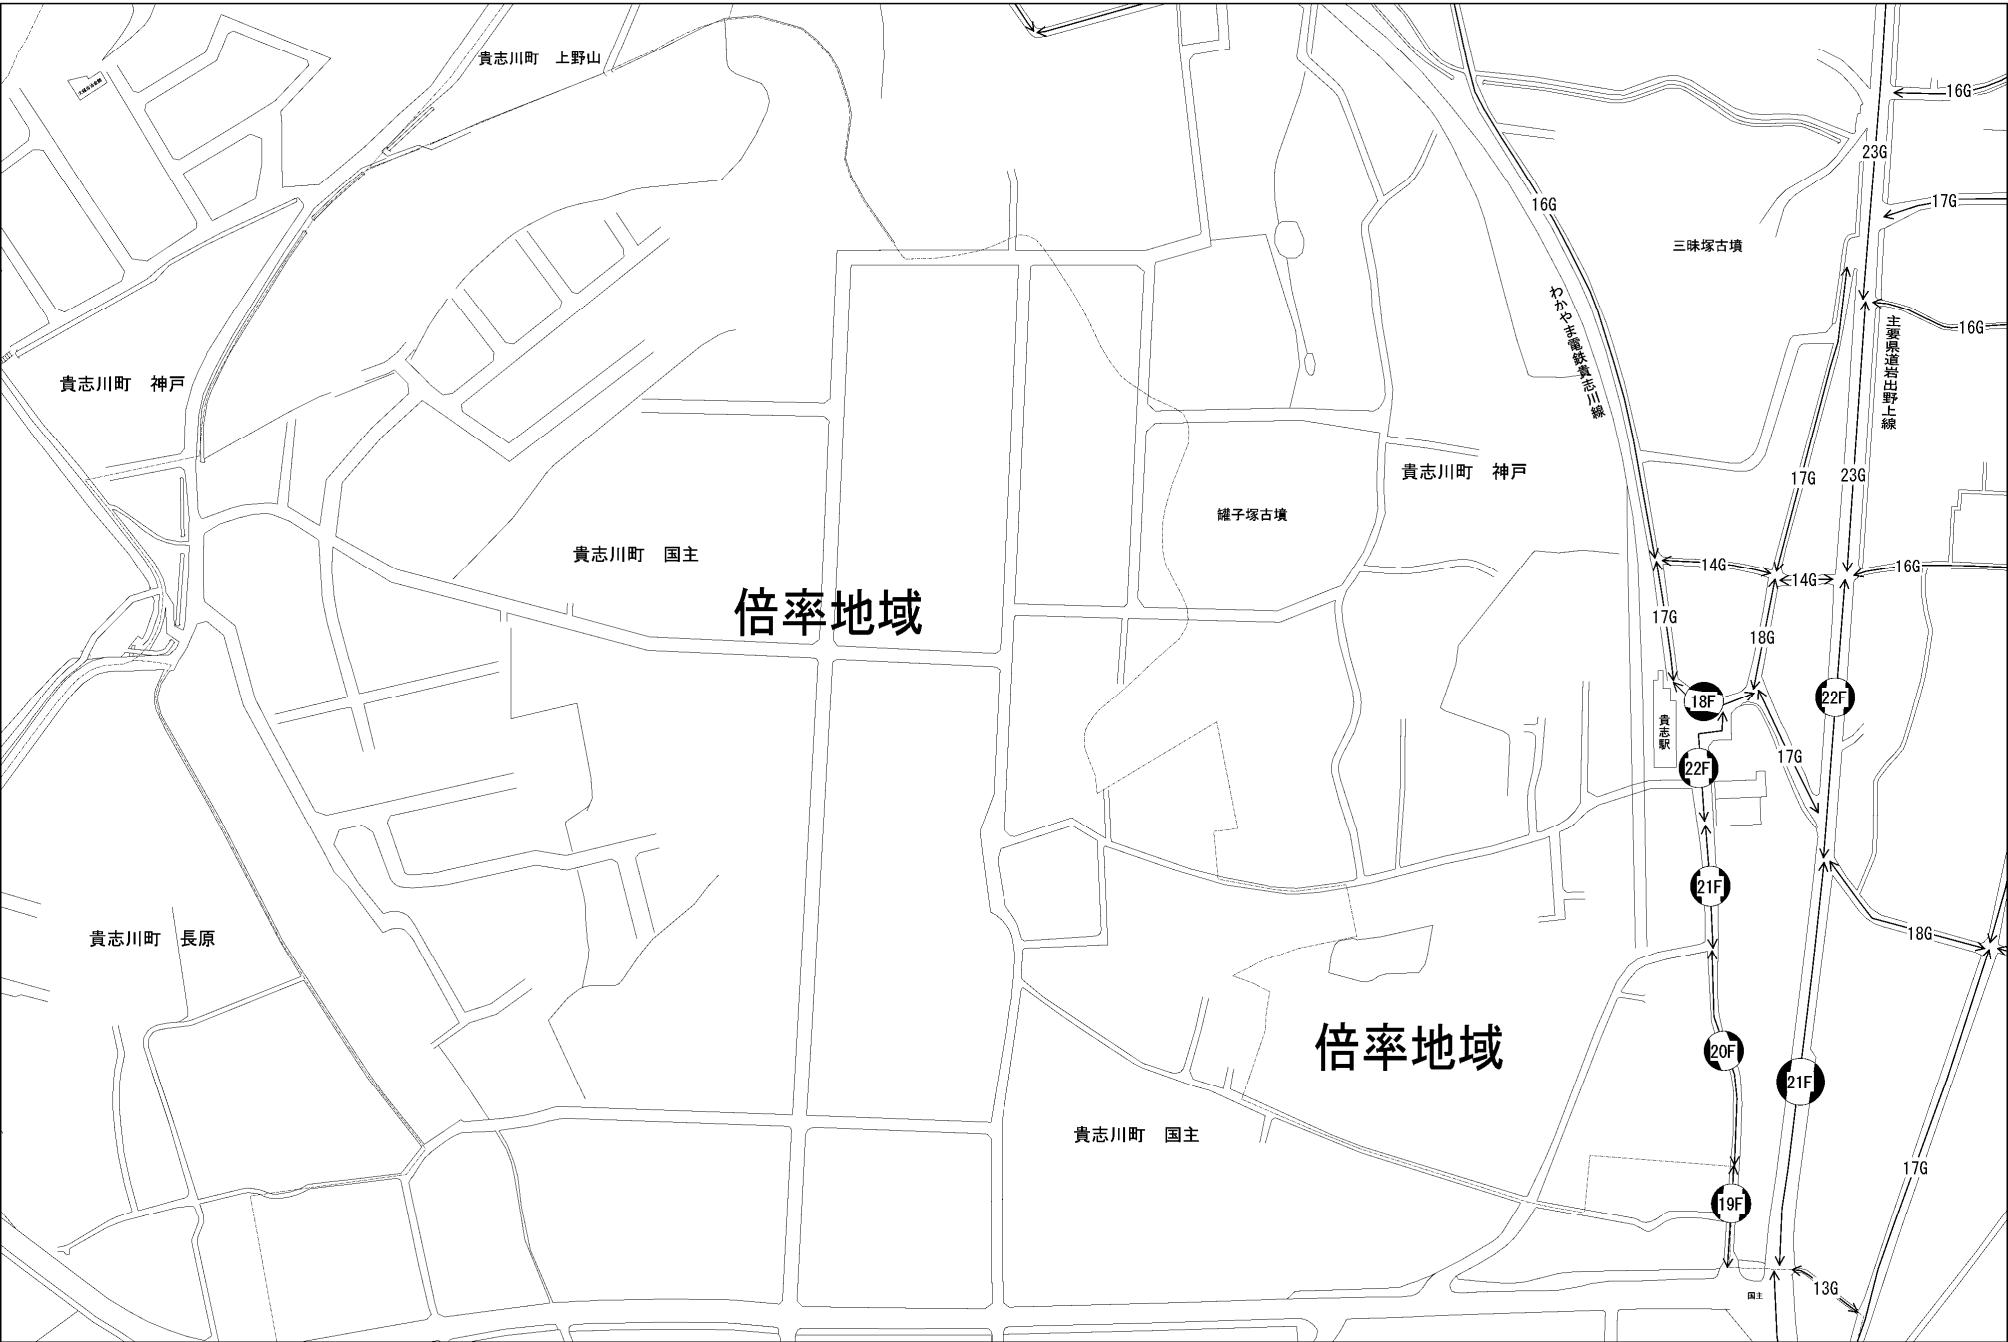 貴志川町　上野山
16G
23G
16G
17G
三昧塚古墳
わかやま電鉄貴志川線
主要県道岩出野上線
16G
貴志川町　神戸
貴志川町　神戸
17G
23G
罐子塚古墳
貴志川町　国主
14G
14G
16G
倍率地域
17G
18G
18F
22F
貴志駅
22F
17G
21F
貴志川町　長原
18G
倍率地域
20F
21F
貴志川町　国主
17G
19F
13G
国主